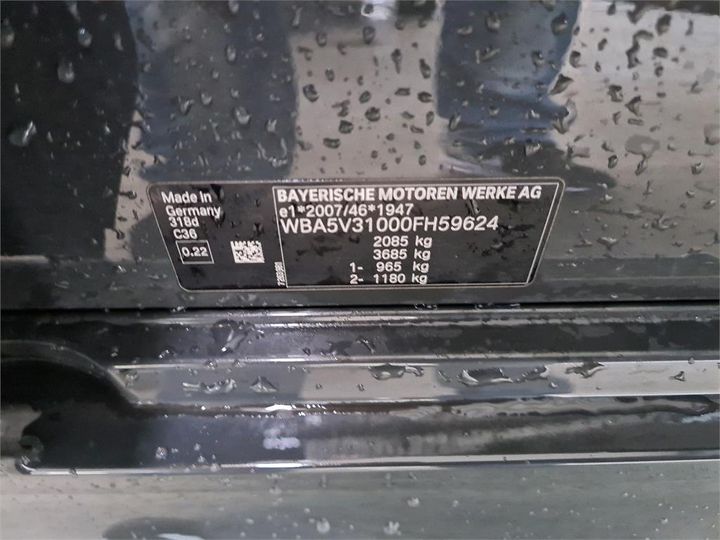 Made in
Germany
318d
C36
0.22
BAYERISCHE MOTOREN WERKE AG
e1*2007/46*1947
WBA5V31000FH59624
2085 kg
3685 kg
1- 965 kg
2- 1180 kg